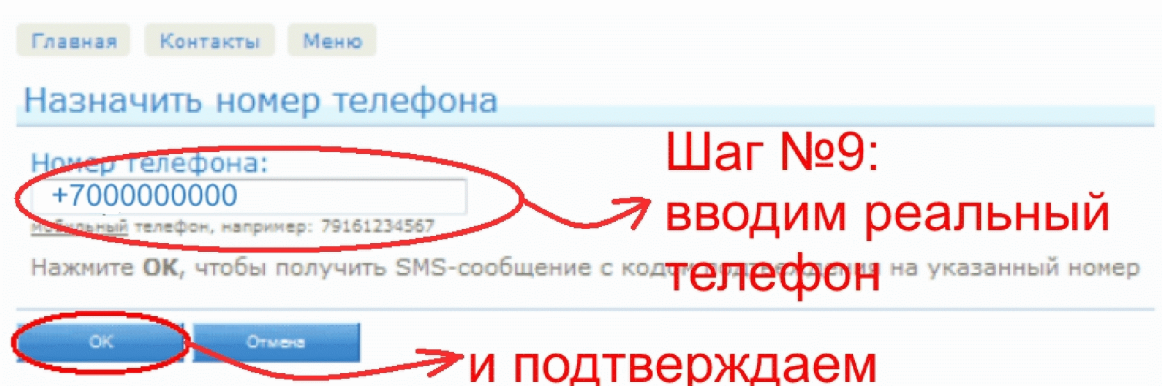 Главная Контакты Меню
Назначить номер телефона
Номер телефона:
+7000000000
мобильный телефон, например: 79161234567
Нажмите OK, чтобы получить SMS-сообщение с кодом подтверждения на указанный номер
OK Отмена
Шаг №9:
вводим реальный
телефон
и подтверждаем